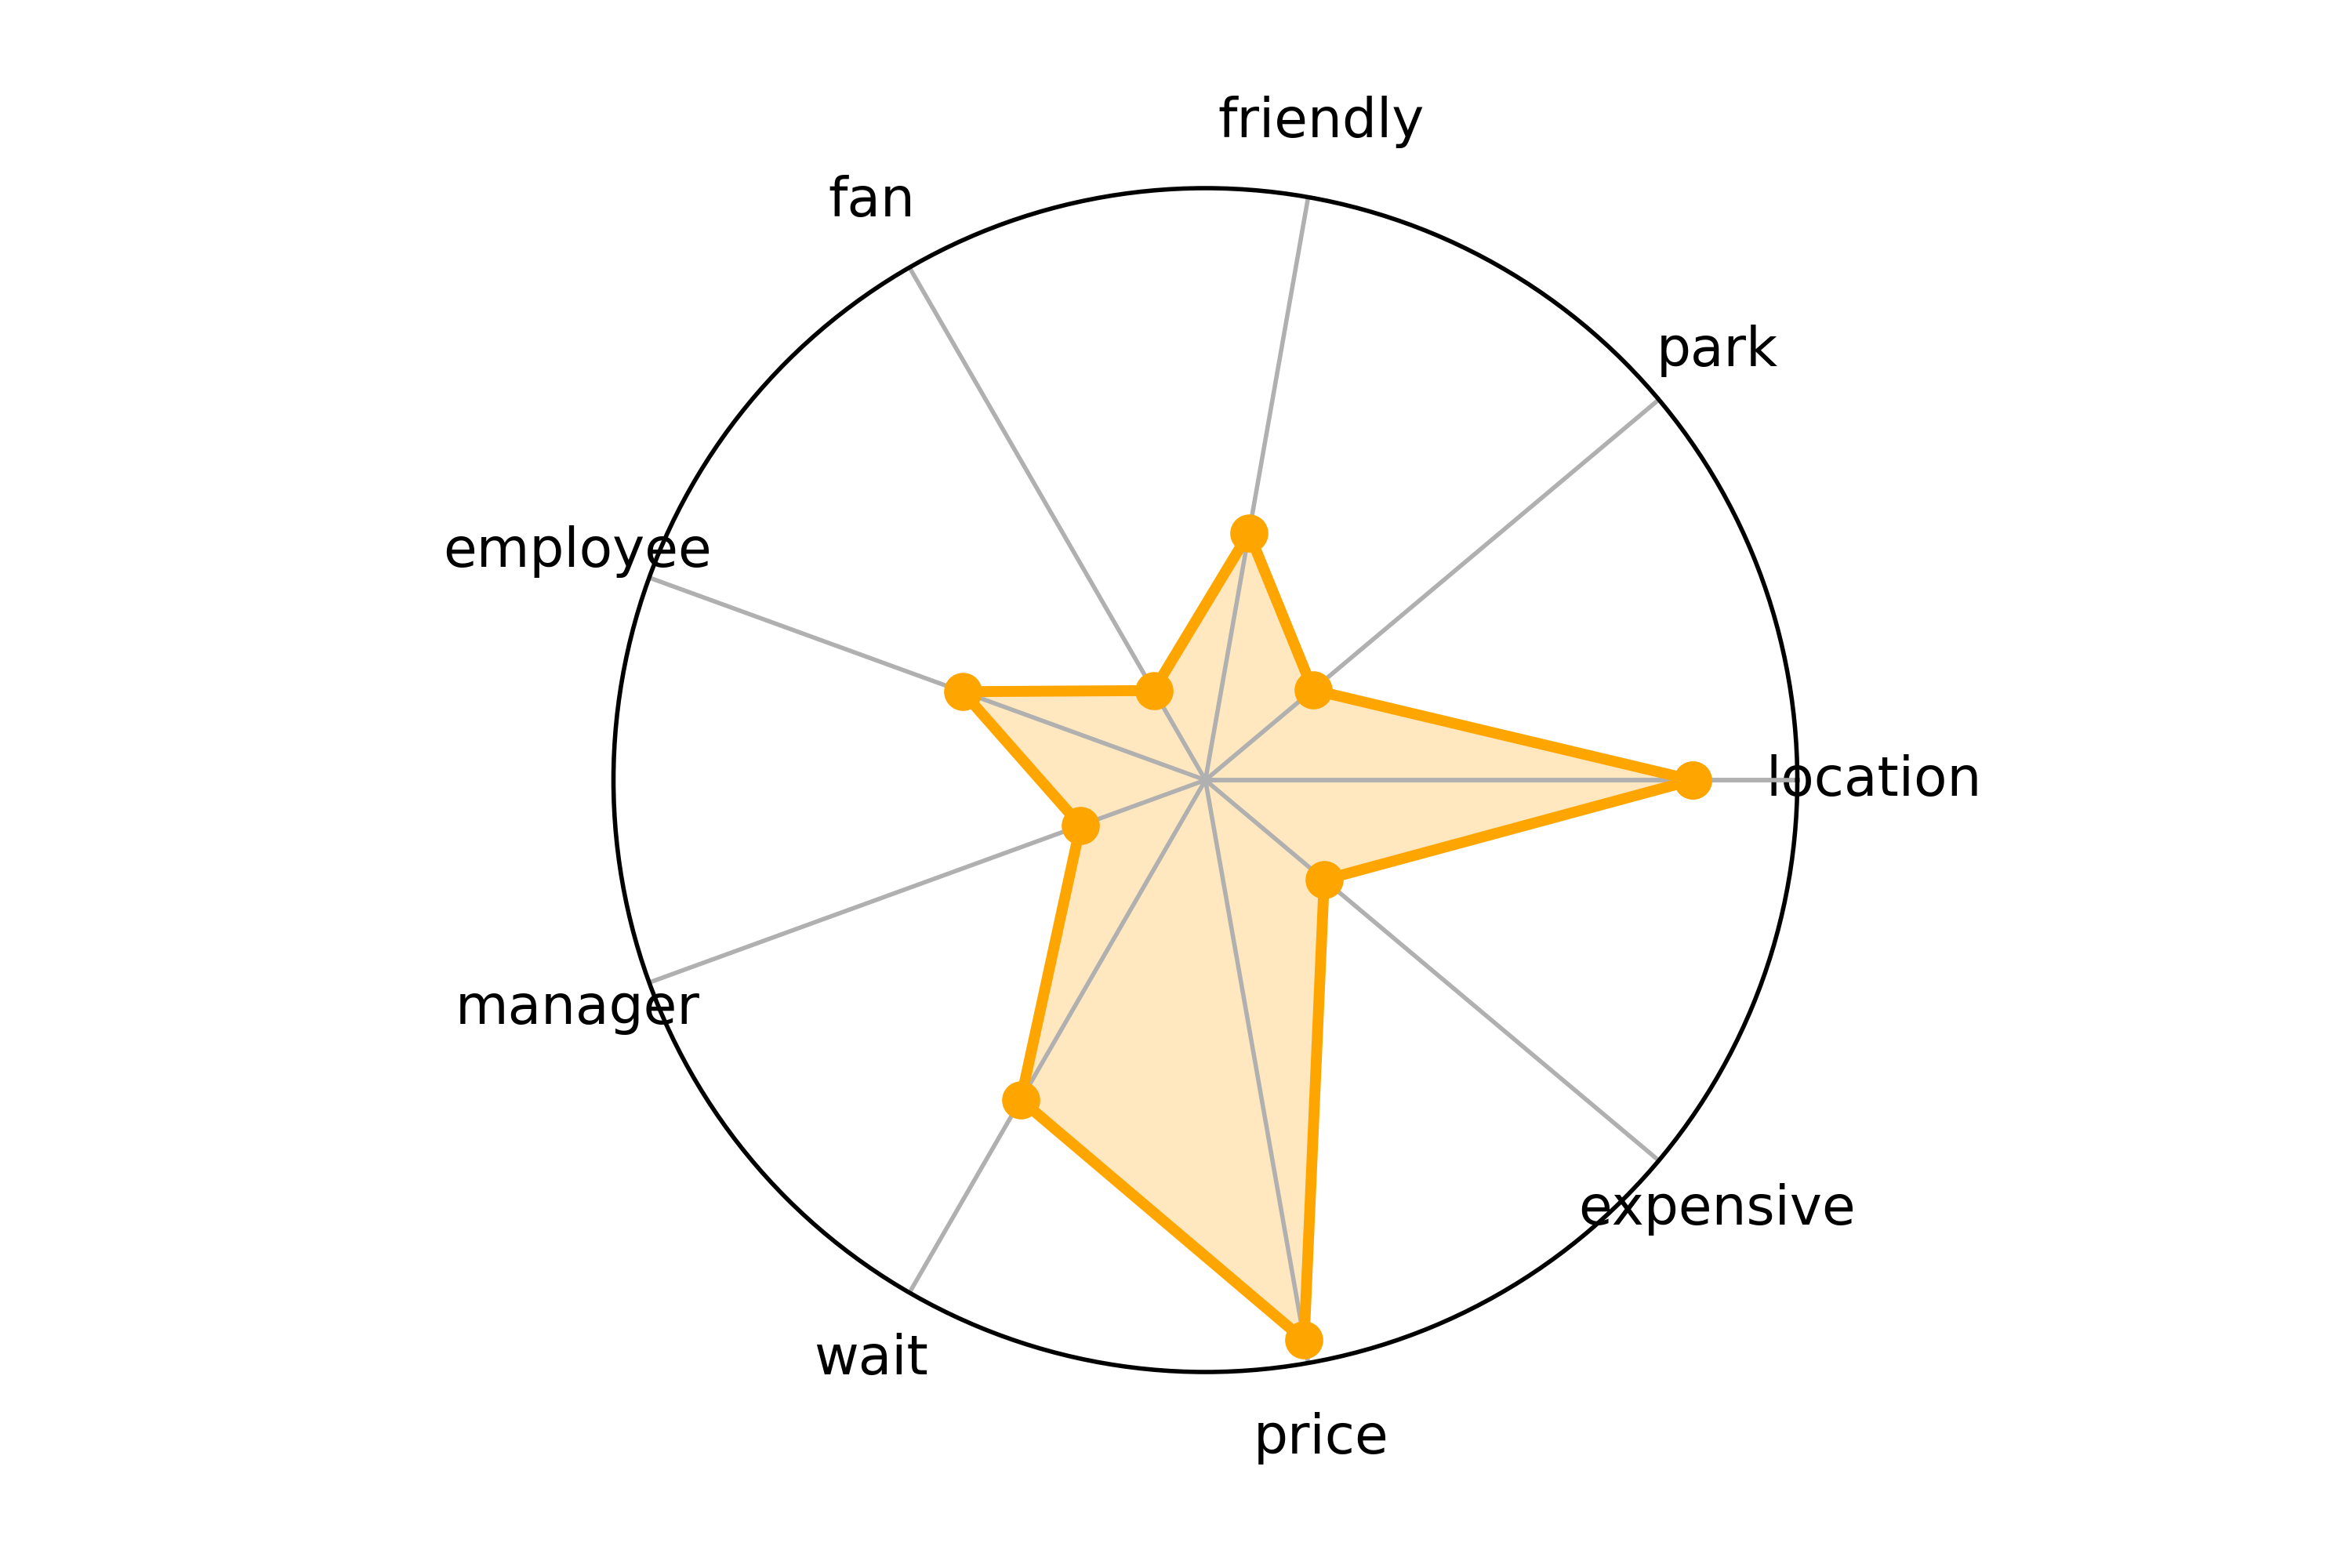 friendly
fan
park
employee
location
manager
expensive
wait
price